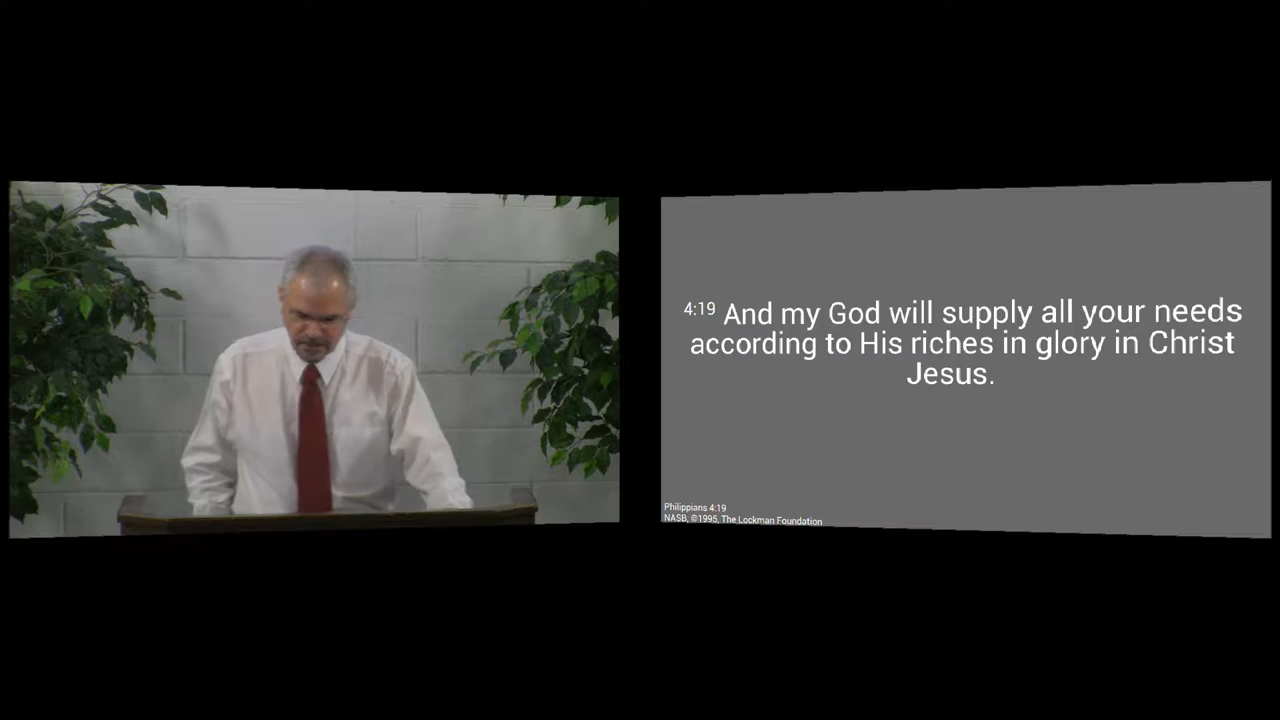 4:19 And my God will supply all your needs
according to His riches in glory in Christ
Jesus.
Philippians 4:19
NASB, ©1995, The Lockman Foundation